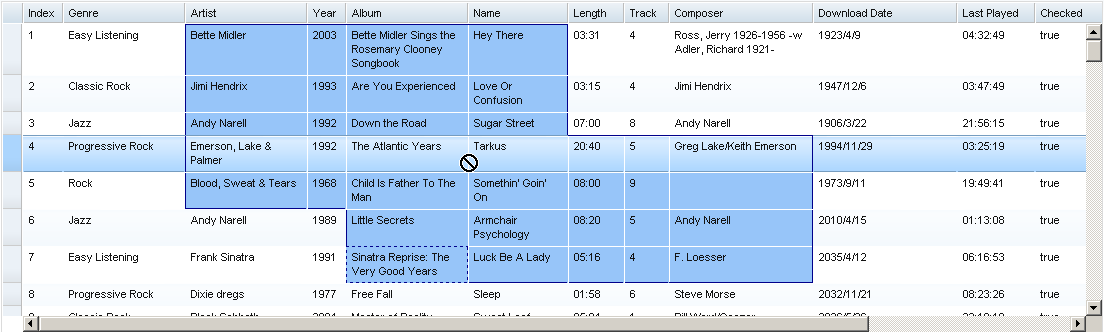 Index Genre Artist Year Album Name Length Track Composer Download Date Last Played Checked
1 Easy Listening Bette Midler 2003 Bette Midler Sings the Hey There 03:31 4 Ross, Jerry 1926-1956 -w 1923/4/9 04:32:49 true
Rosemary Clooney Adler, Richard 1921-
Songbook
2 Classic Rock Jimi Hendrix 1993 Are You Experienced Love Or 03:15 4 Jimi Hendrix 1947/12/6 03:47:49 true
Confusion
3 Jazz Andy Narell 1992 Down the Road Sugar Street 07:00 8 Andy Narell 1906/3/22 21:56:15 true
4 Progressive Rock Emerson, Lake & 1992 The Atlantic Years Tarkus 20:40 5 Greg Lake/Keith Emerson 1994/11/29 03:25:19 true
Palmer
5 Rock Blood, Sweat & Tears 1968 Child Is Father To The Somethin' Goin' 08:00 9 1973/9/11 19:49:41 true
Man On
6 Jazz Andy Narell 1989 Little Secrets Armchair 08:20 5 Andy Narell 2010/4/15 01:13:08 true
Psychology
7 Easy Listening Frank Sinatra 1991 Sinatra Reprise: The Luck Be A Lady 05:16 4 F. Loesser 2035/4/12 06:16:53 true
Very Good Years
8 Progressive Rock Dixie dregs 1977 Free Fall Sleep 01:58 6 Steve Morse 2032/11/21 08:23:26 true